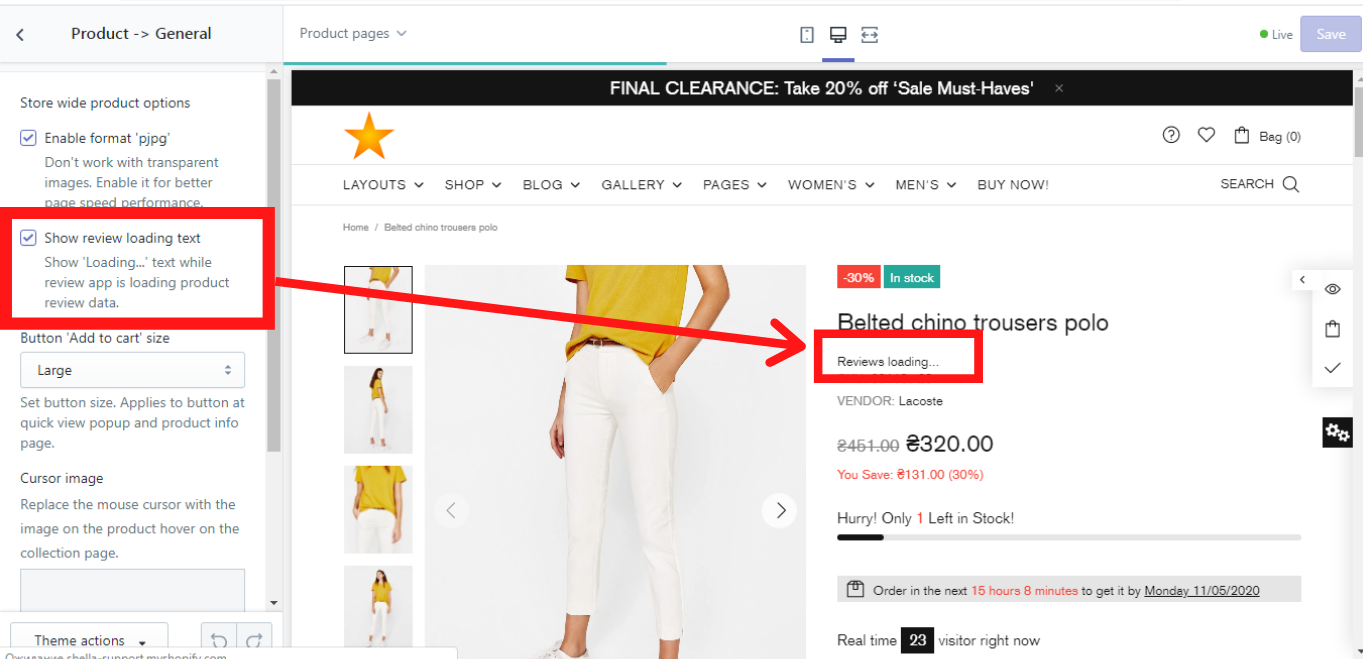 Product -> General
Product pages
Live
Save
Store wide product options
Enable format 'pjpg'
Don't work with transparent
images. Enable it for better
page speed performance.
Show review loading text
Show 'Loading...' text while
review app is loading product
review data.
Button 'Add to cart' size
Large
Set button size. Applies to button at
quick view popup and product info
page.
Cursor image
Replace the mouse cursor with the
image on the product hover on the
collection page.
Theme actions
Ожидание shella-support.myshopify.com
FINAL CLEARANCE: Take 20% off ‘Sale Must-Haves’ ×
Bag (0)
LAYOUTS SHOP BLOG GALLERY PAGES WOMEN'S MEN'S BUY NOW! SEARCH
Home / Belted chino trousers polo
-30% In stock
Belted chino trousers polo
Reviews loading...
VENDOR: Lacoste
₴451.00 ₴320.00
You Save: ₴131.00 (30%)
Hurry! Only 1 Left in Stock!
Order in the next 15 hours 8 minutes to get it by Monday 11/05/2020
Real time 23 visitor right now